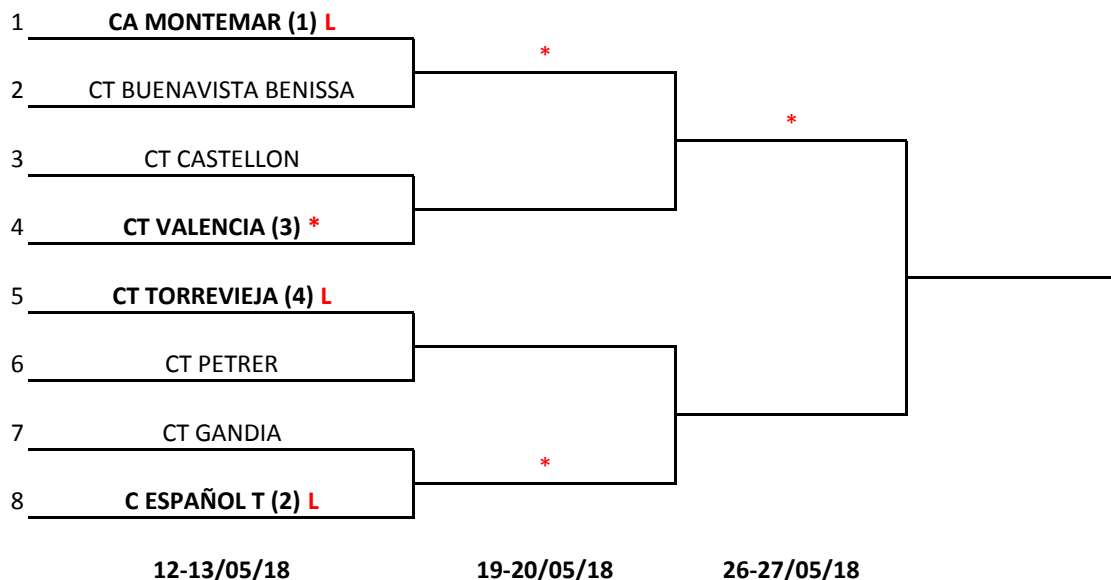 1 CA MONTEMAR (1) L
*
2 CT BUENAVISTA BENISSA
*
3 CT CASTELLON
4 CT VALENCIA (3) *
5 CT TORREVIEJA (4) L
6 CT PETRER
7 CT GANDIA
*
8 C ESPAÑOL T (2) L
12-13/05/18 19-20/05/18 26-27/05/18